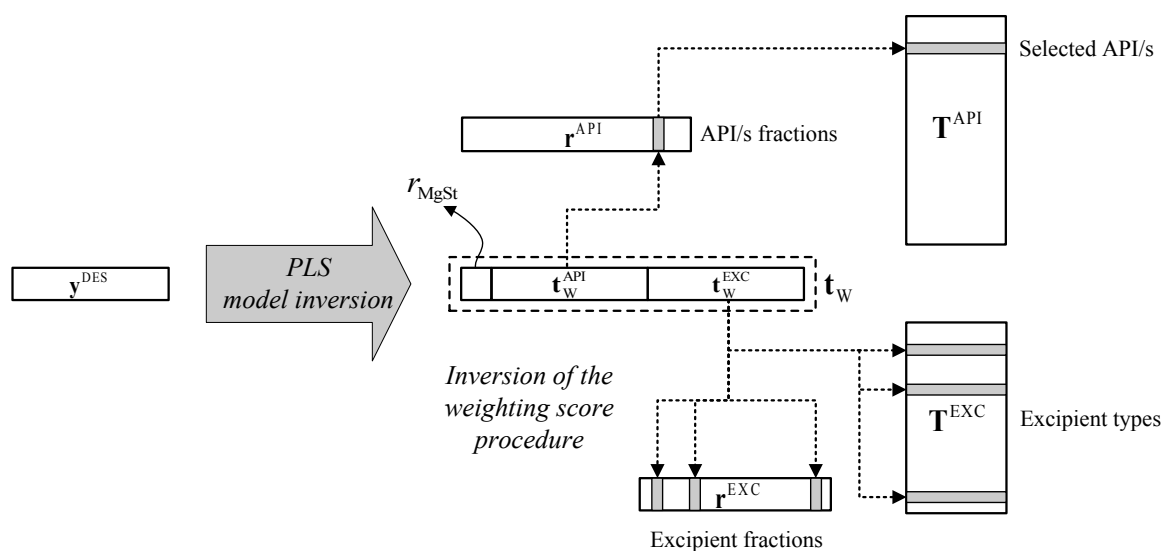 Selected API/s
T^API
r^API
API/s fractions
r_MgSt
y^DES
PLS
model inversion
t_W^API
t_W^EXC
t_W
Inversion of the
weighting score
procedure
T^EXC
Excipient types
r^EXC
Excipient fractions